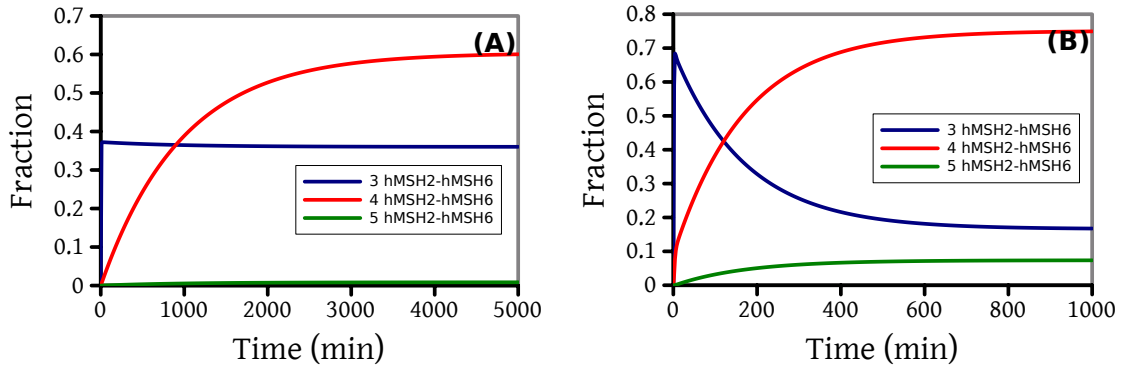 (A)
Fraction
0.7
0.6
0.5
0.4
0.3
0.2
0.1
0
3 hMSH2-hMSH6
4 hMSH2-hMSH6
5 hMSH2-hMSH6
0 1000 2000 3000 4000 5000
Time (min)
(B)
Fraction
0.8
0.7
0.6
0.5
0.4
0.3
0.2
0.1
0
3 hMSH2-hMSH6
4 hMSH2-hMSH6
5 hMSH2-hMSH6
0 200 400 600 800 1000
Time (min)